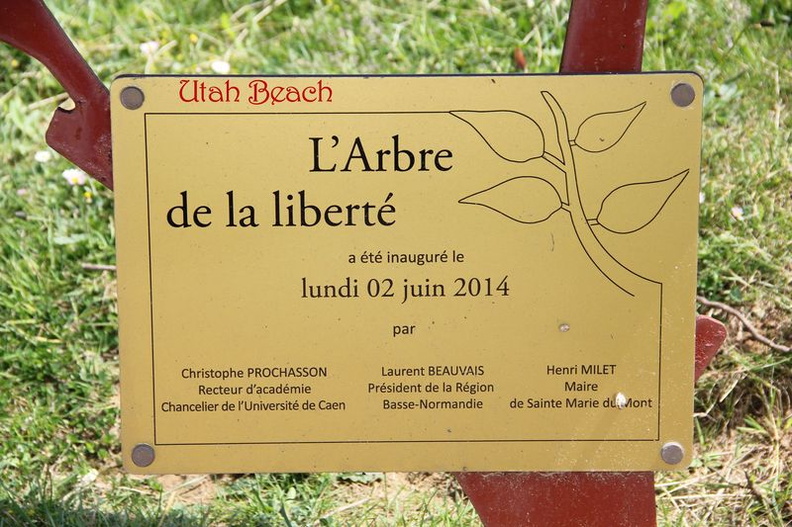 Utah Beach
L'Arbre
de la liberté
a été inauguré le
lundi 02 juin 2014
par
Christophe PROCHASSON
Recteur d'académie
Chancelier de l'Université de Caen
Laurent BEAUVAIS
Président de la Région
Basse-Normandie
Henri MILET
Maire
de Sainte Marie du Mont